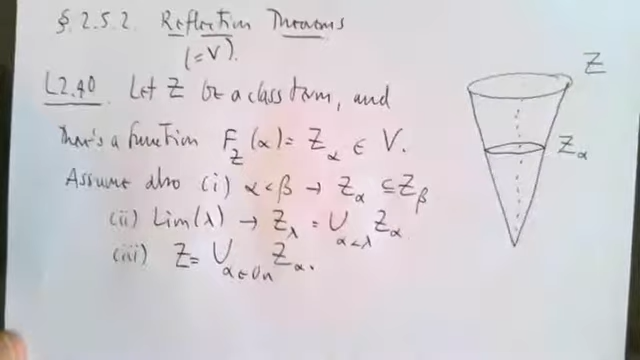 § 2.5.2. Reflection Theorems
(=V).
L2.40 Let Z be a class term, and
there's a function F_Z(α) = Z_α ∈ V.
Assume also (i) α<β → Z_α ⊆ Z_β
(ii) Lim(λ) → Z_λ = ∪_{α<λ} Z_α
(iii) Z = ∪_{α∈On} Z_α.
Z
Z_α